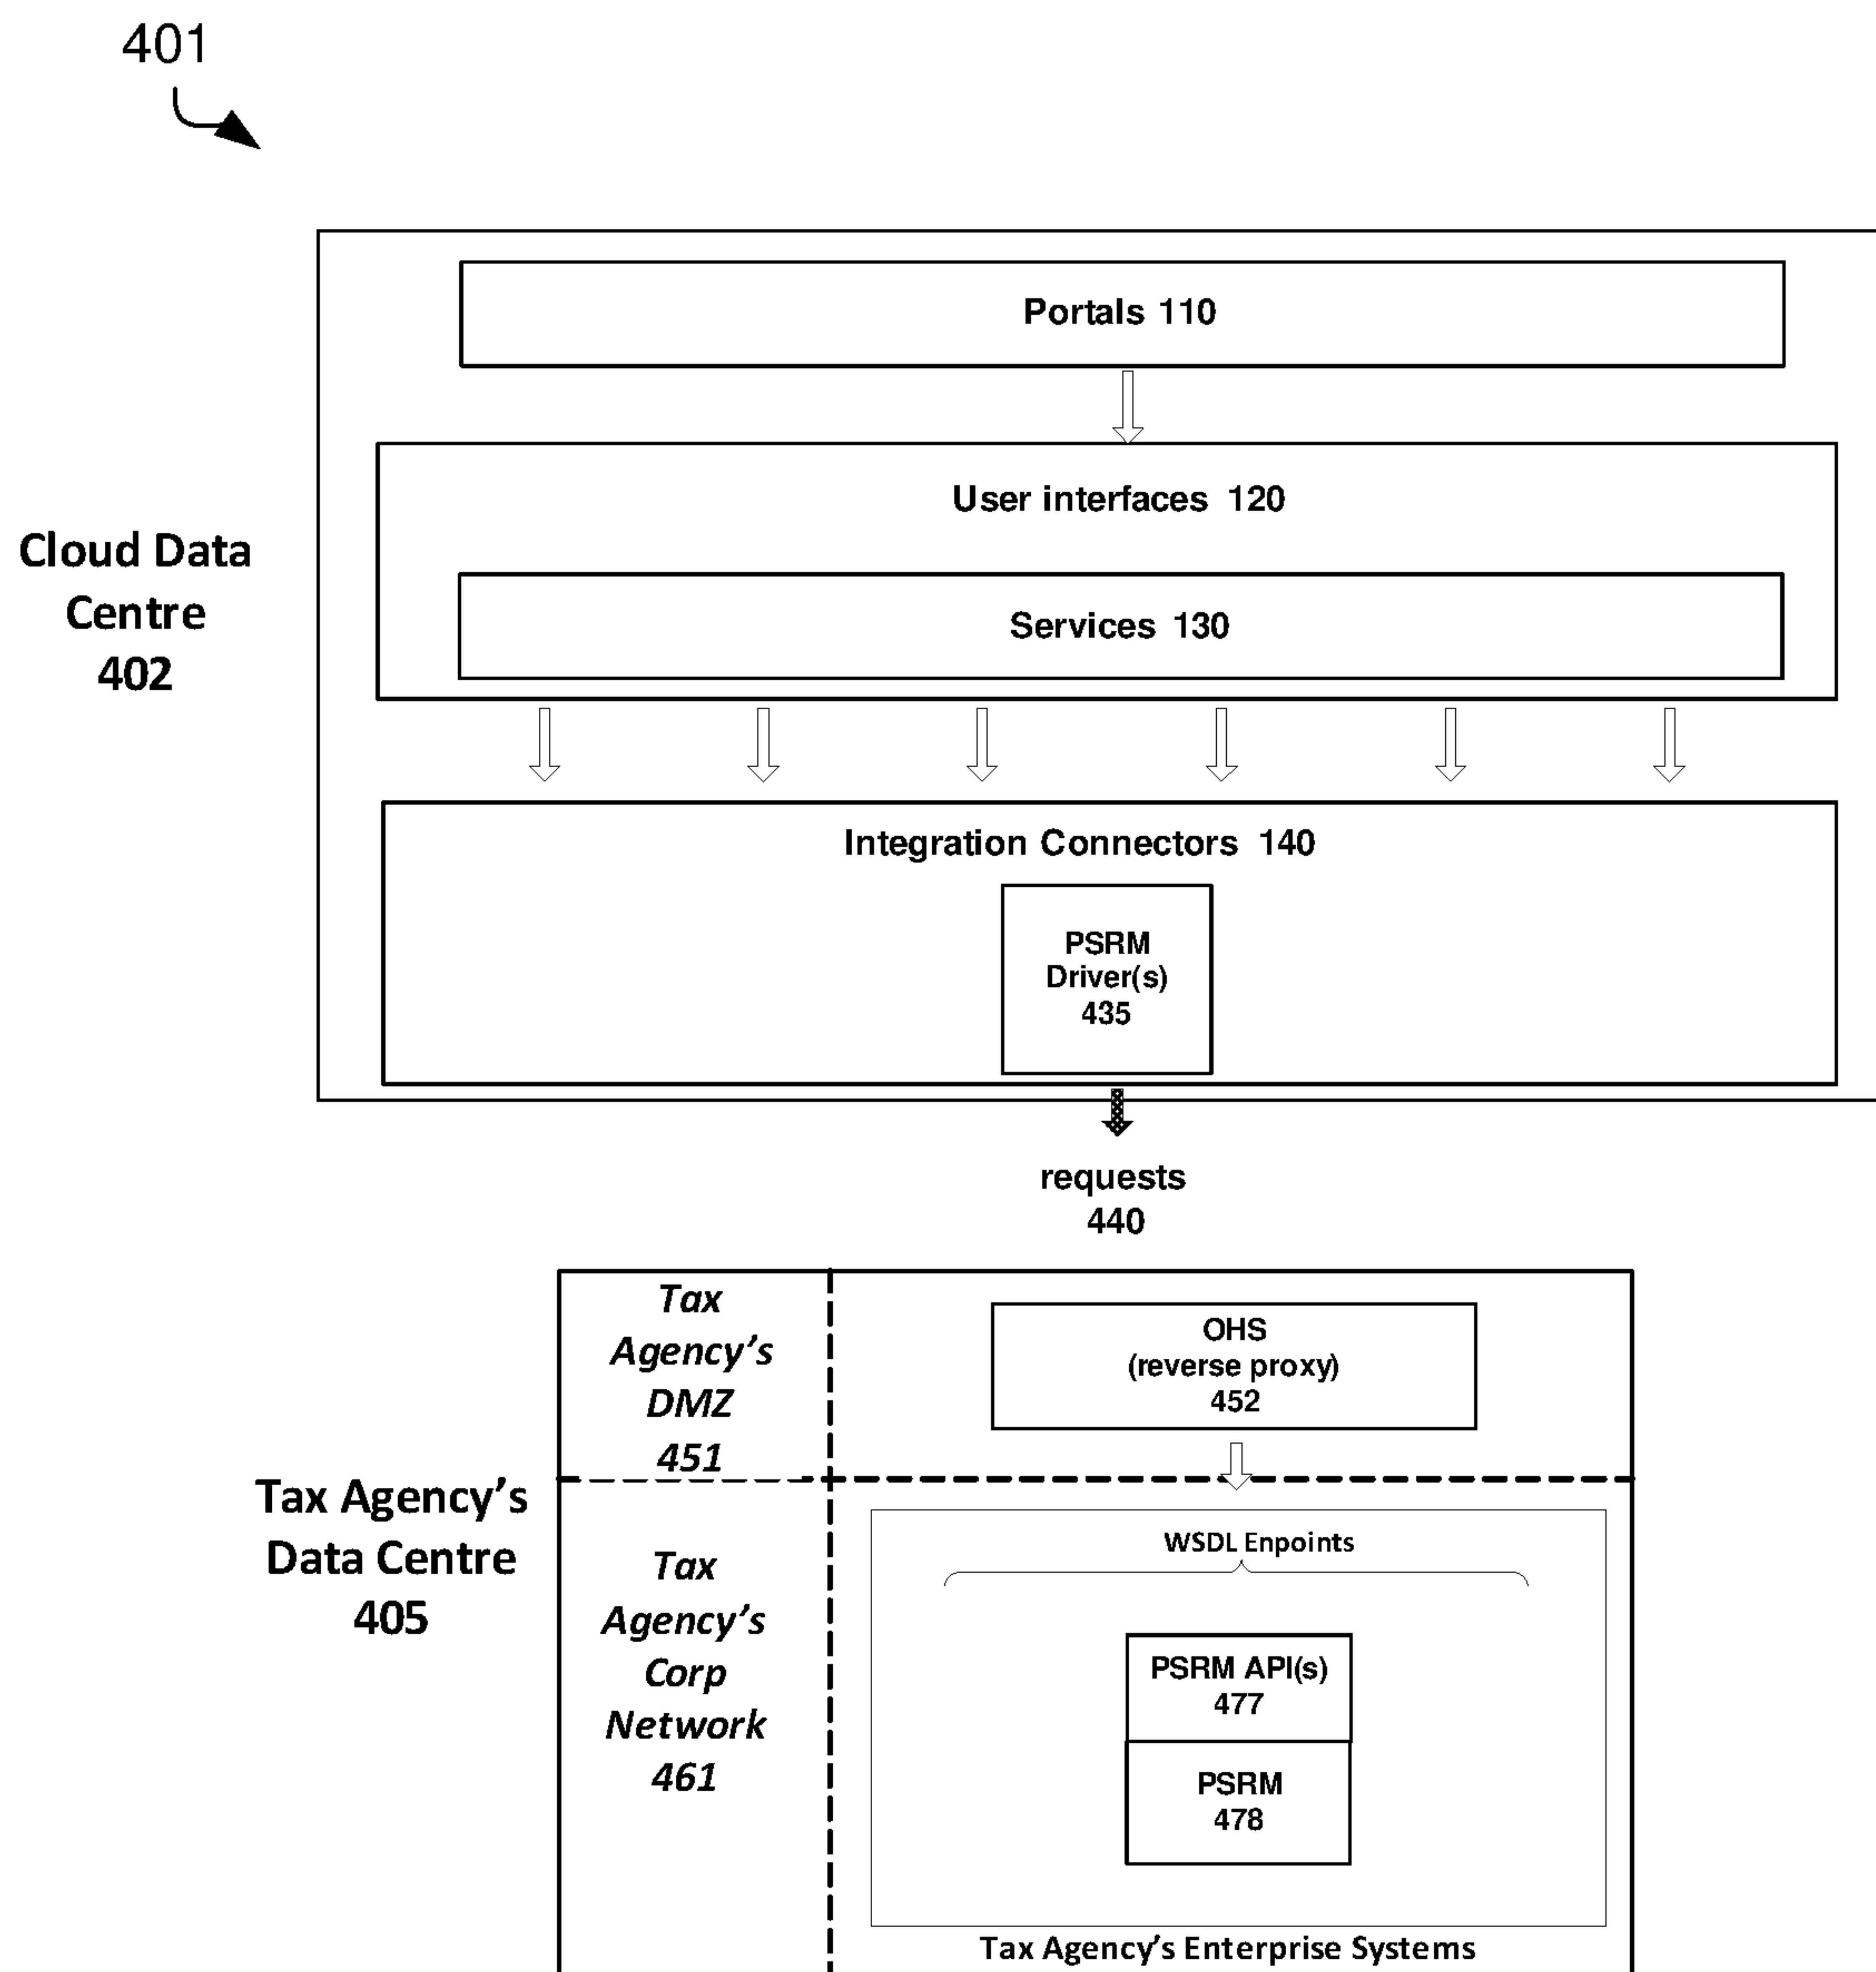 401
Portals 110
User interfaces 120
Cloud Data
Centre
402
Services 130
Integration Connectors 140
PSRM
Driver(s)
435
requests
440
Tax
Agency’s
DMZ
451
OHS
(reverse proxy)
452
Tax Agency’s
Data Centre
405
Tax
Agency’s
Corp
Network
461
WSDL Enpoints
PSRM API(s)
477
PSRM
478
Tax Agency’s Enterprise Systems